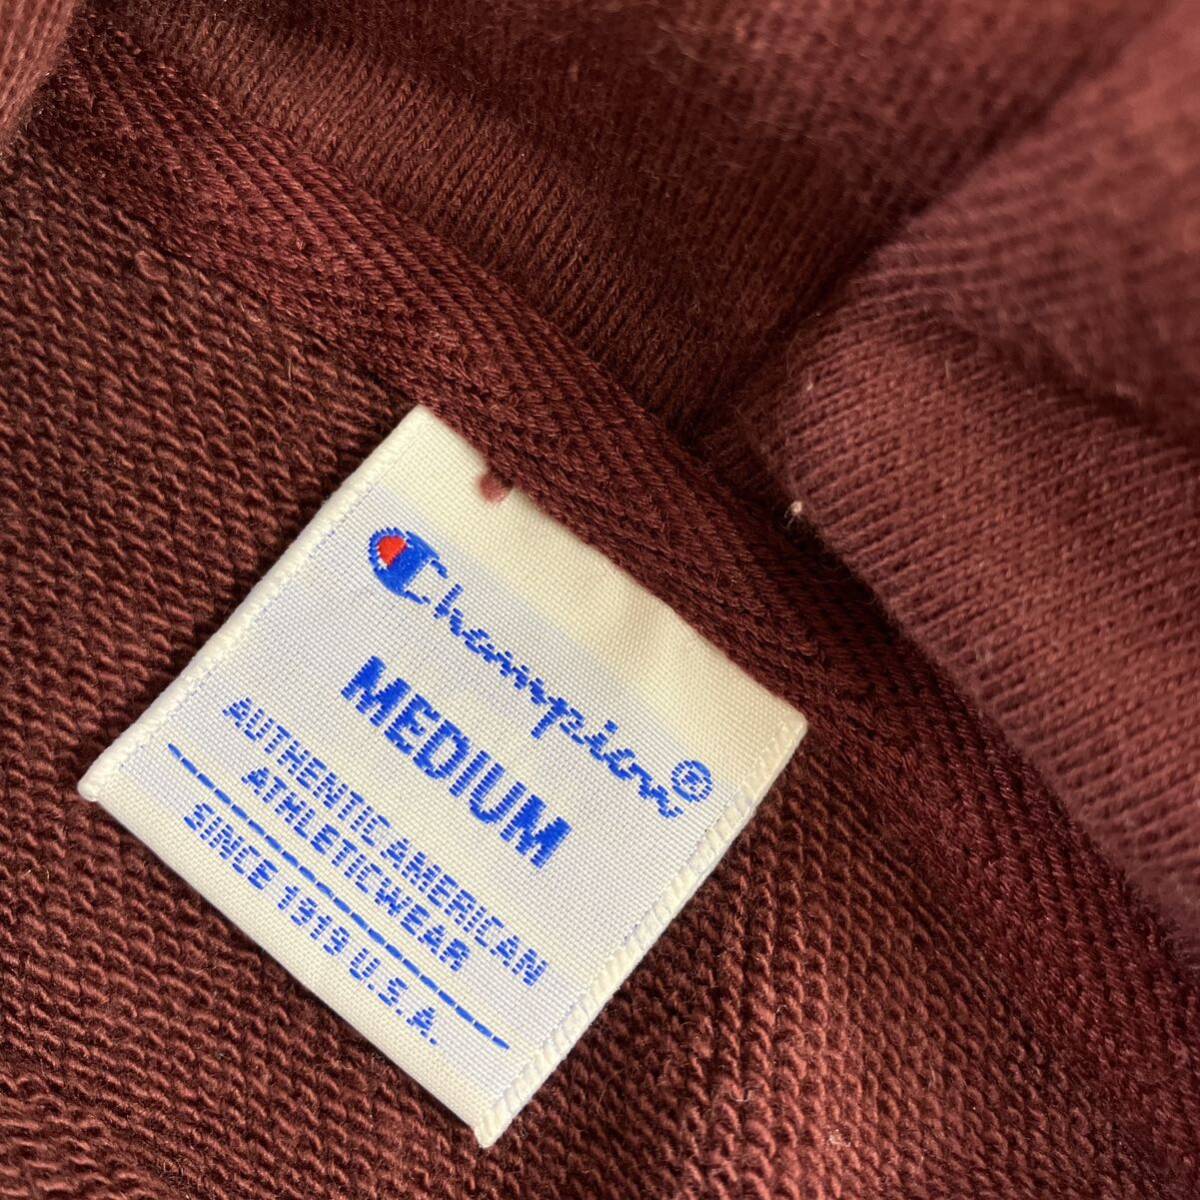 Champion®
MEDIUM
AUTHENTIC AMERICAN
ATHLETICWEAR
SINCE 1919 U.S.A.